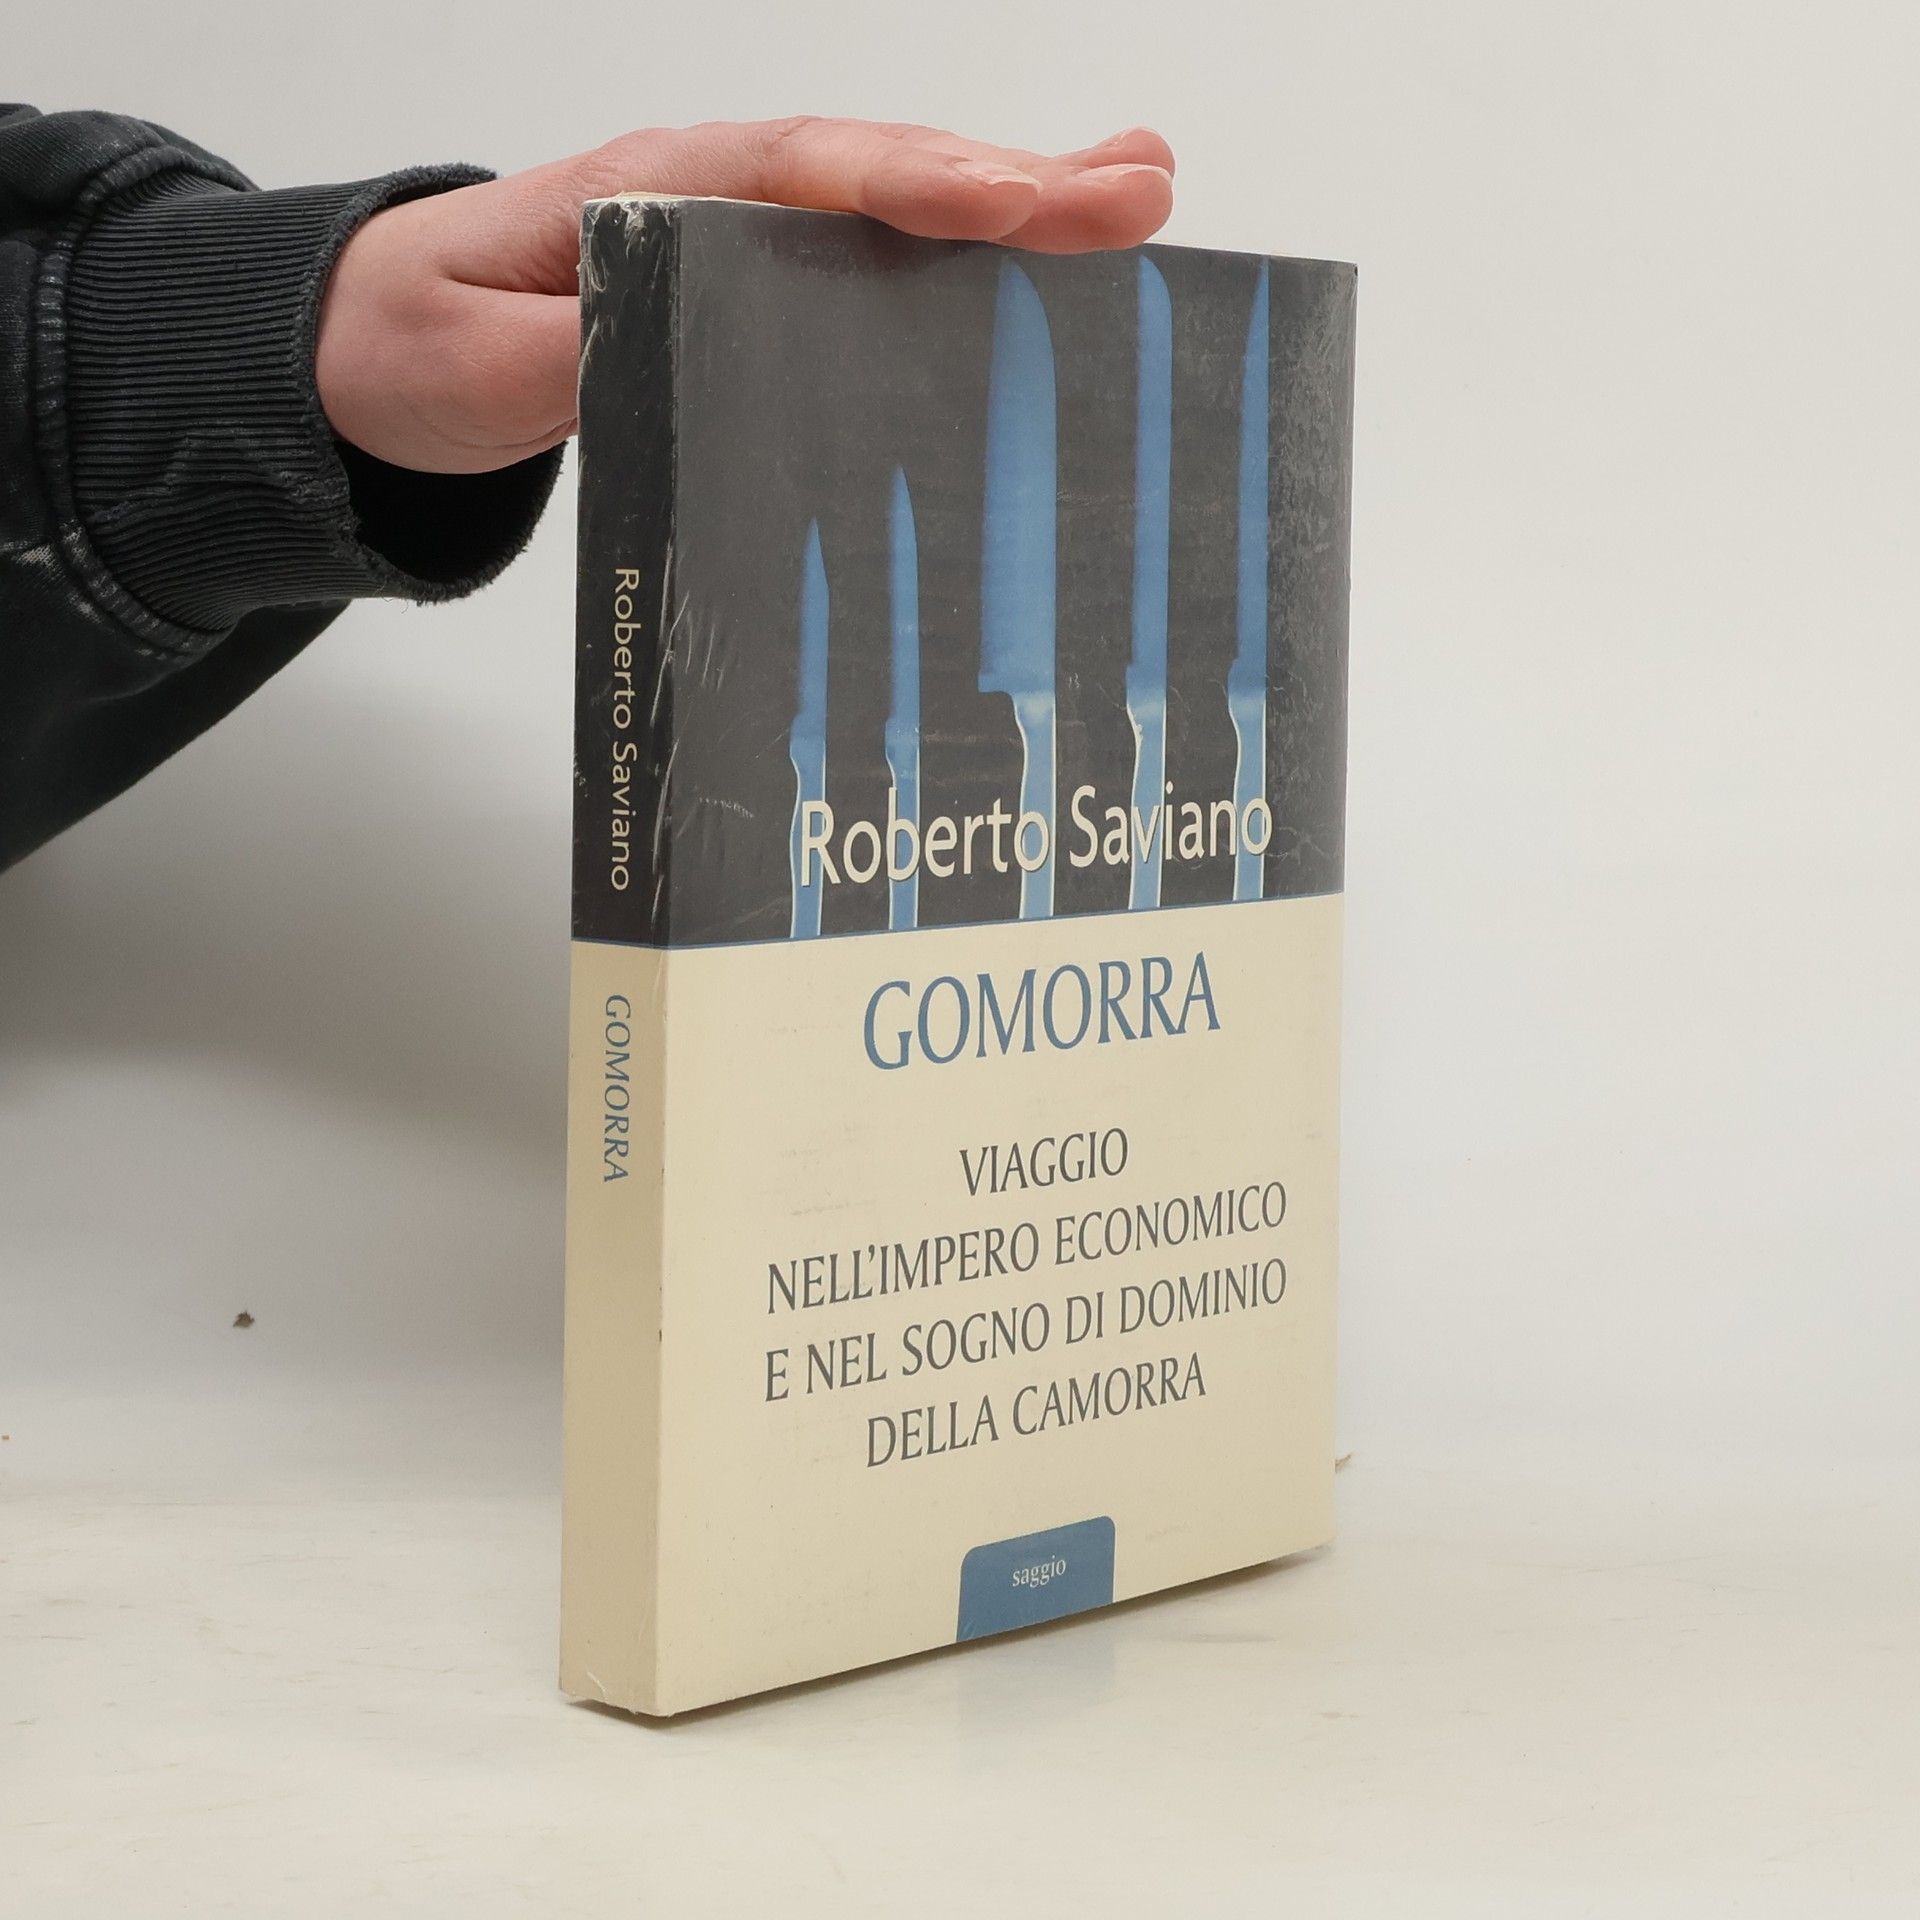 Roberto Saviano
GOMORRA
Roberto Saviano
GOMORRA
VIAGGIO
NELL'IMPERO ECONOMICO
E NEL SOGNO DI DOMINIO
DELLA CAMORRA
saggio